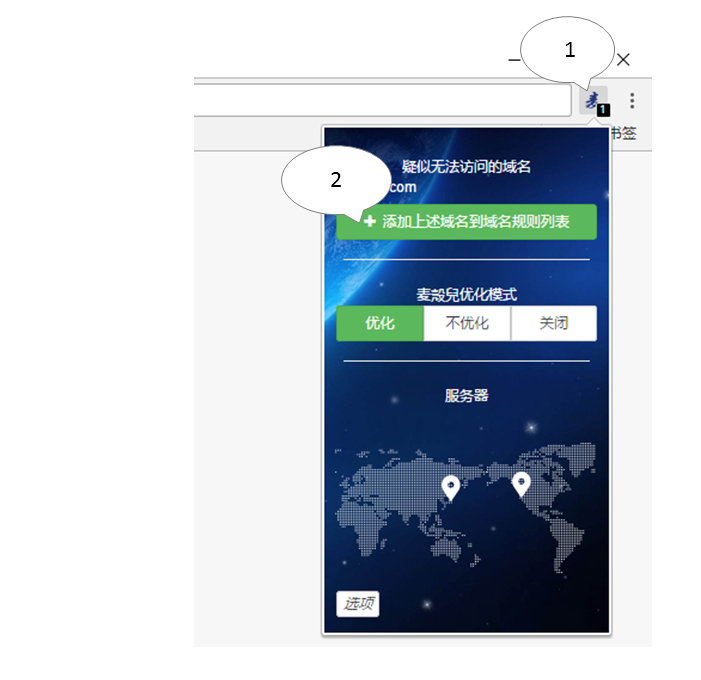 1
1
书签
疑似无法访问的域名
2
.com
+ 添加上述域名到域名规则列表
麦殼兒优化模式
优化 不优化 关闭
服务器
选项